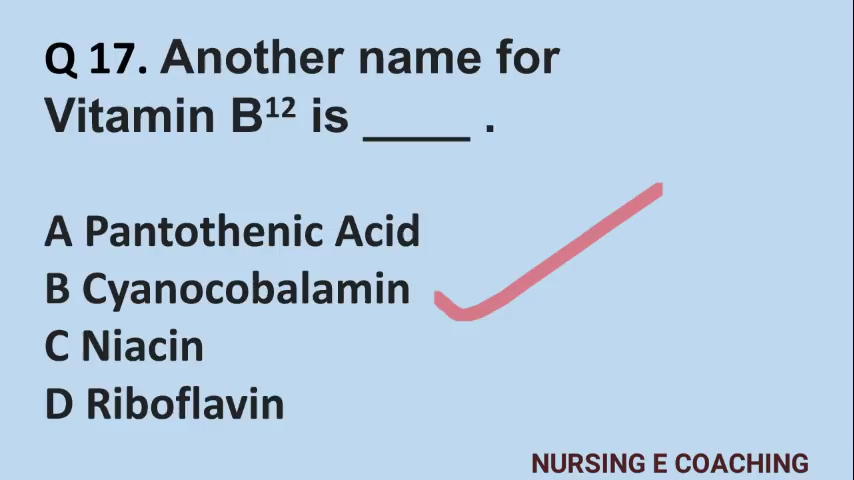 Q 17. Another name for
Vitamin B¹² is ____ .
A Pantothenic Acid
B Cyanocobalamin
C Niacin
D Riboflavin
NURSING E COACHING